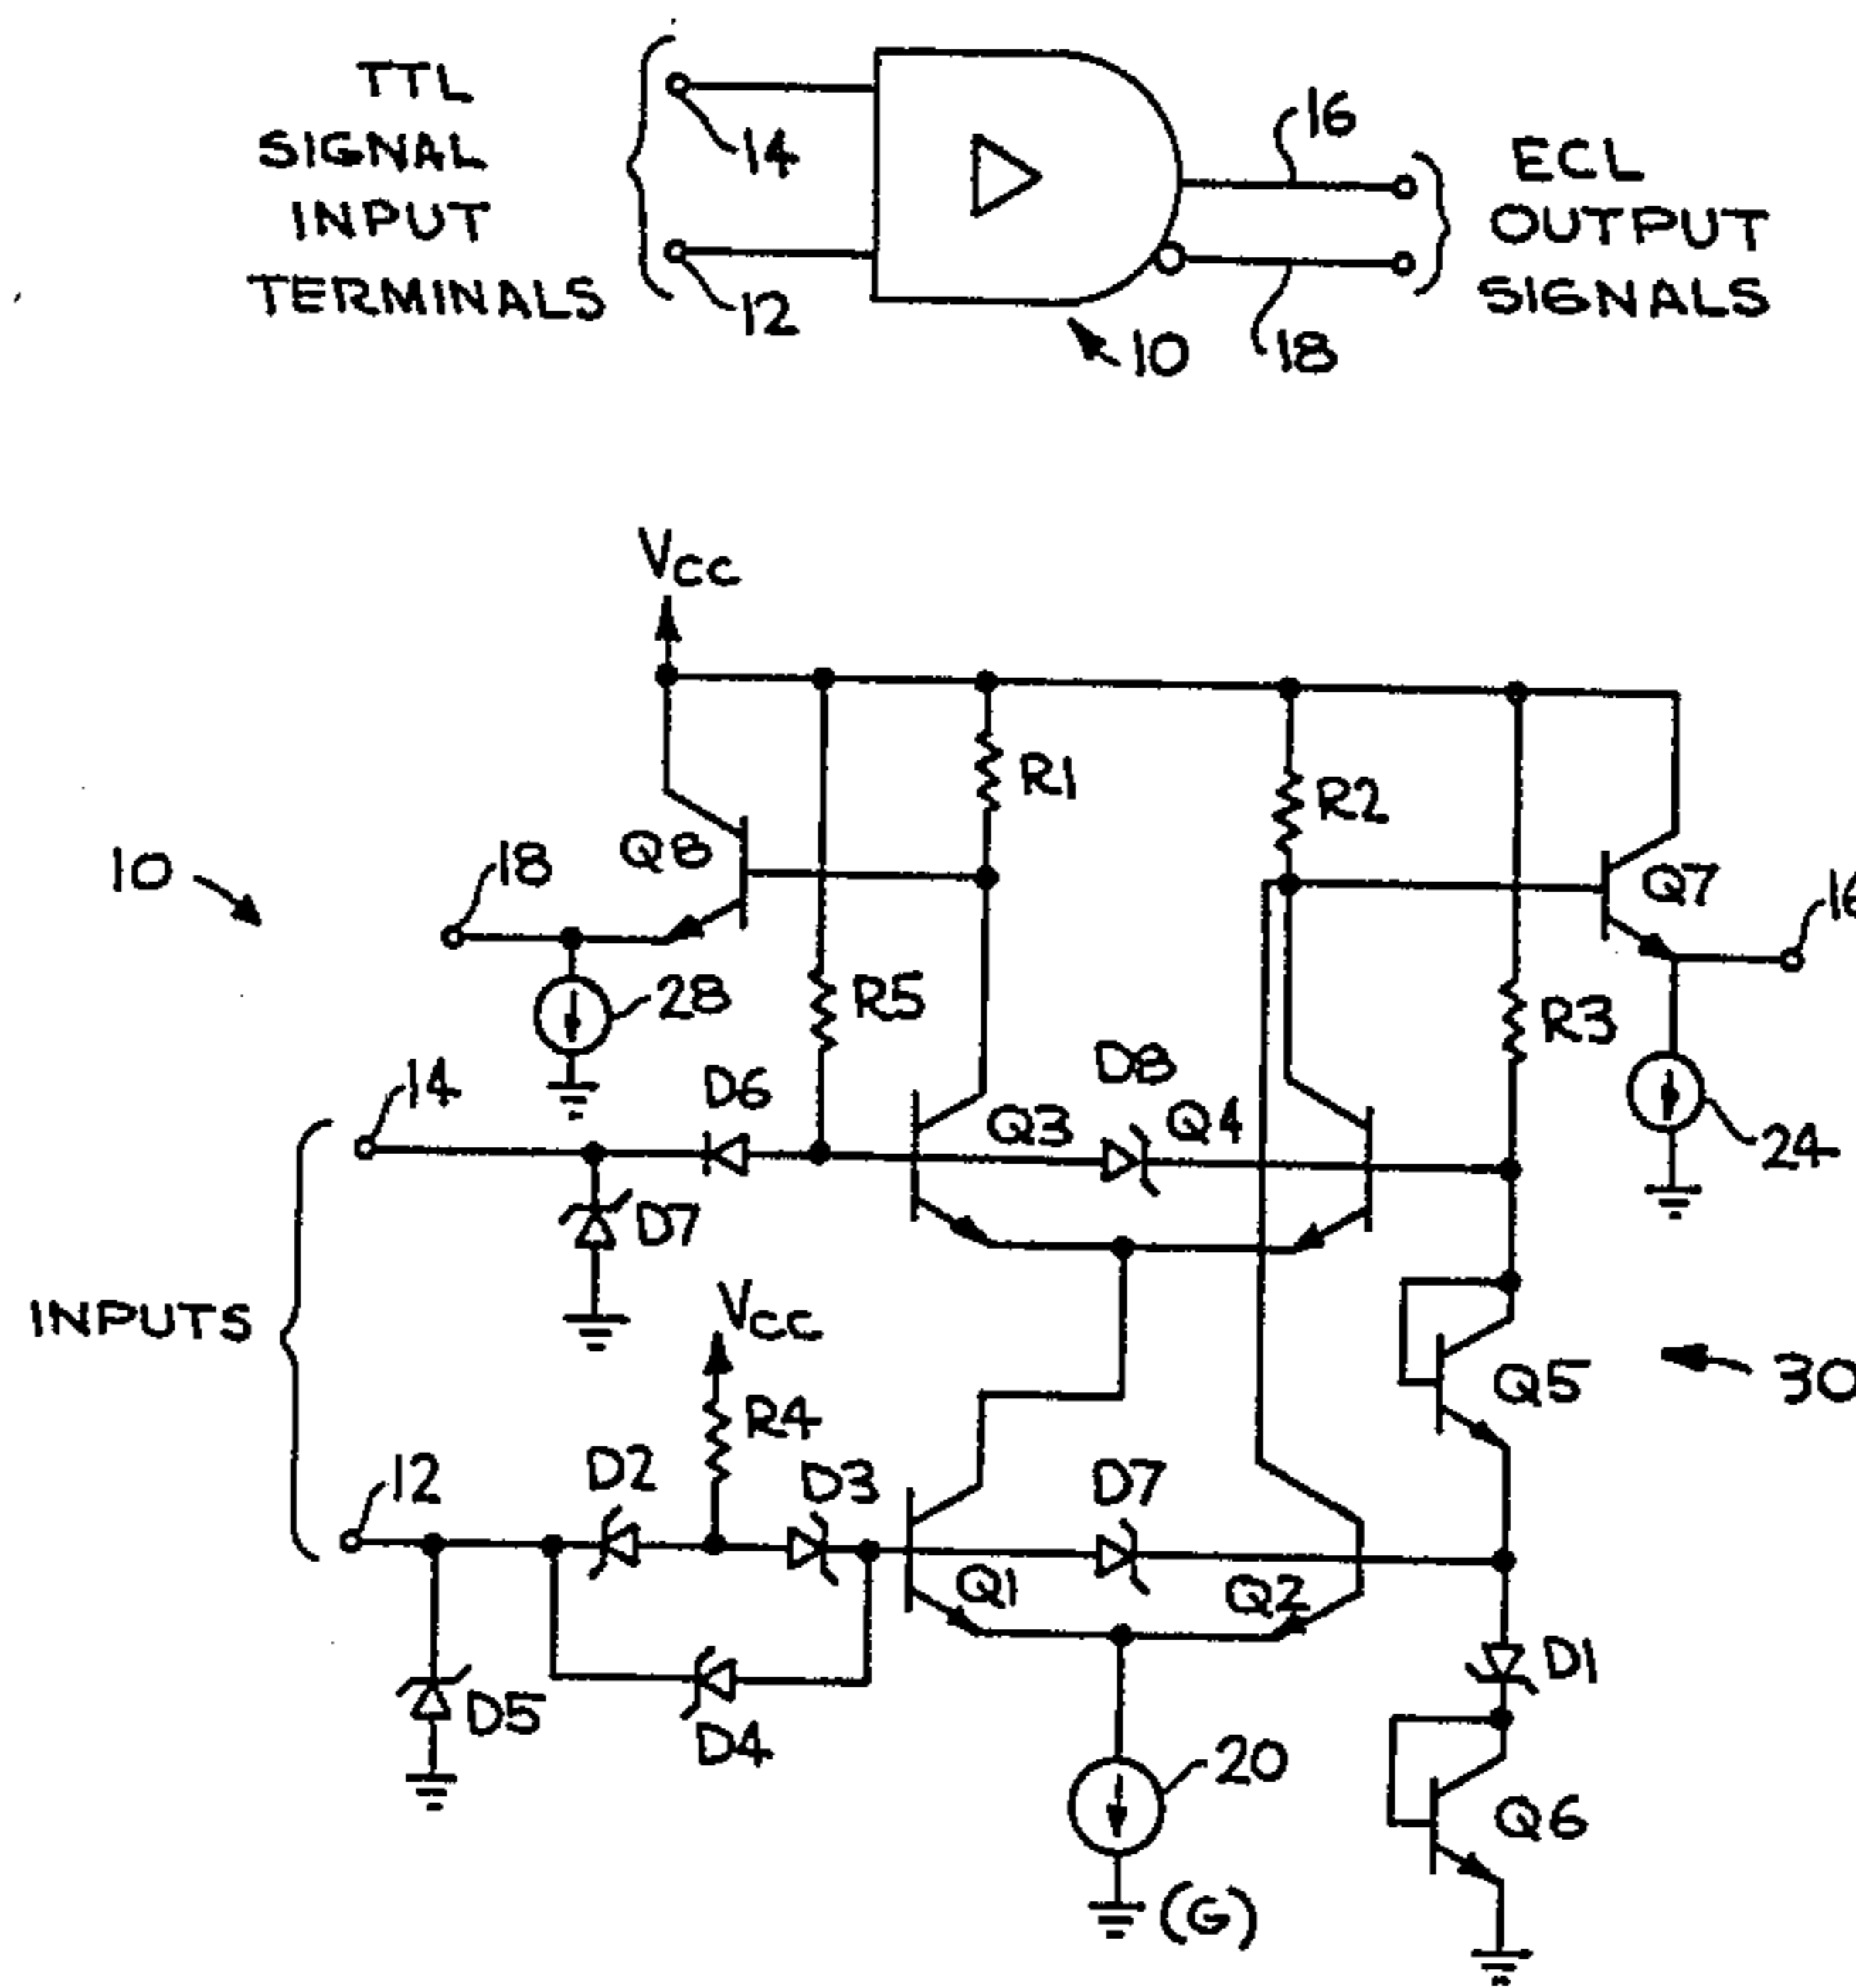 TTL
SIGNAL
INPUT
TERMINALS
14
12
10
16
18
ECL
OUTPUT
SIGNALS
VCC
R1
R2
Q8
Q7
10
18
16
28
R5
R3
14
D6
D8
Q3
Q4
24
D7
INPUTS
VCC
R4
Q5
30
12
D2
D3
D7
Q1
Q2
D1
D5
D4
20
Q6
(G)